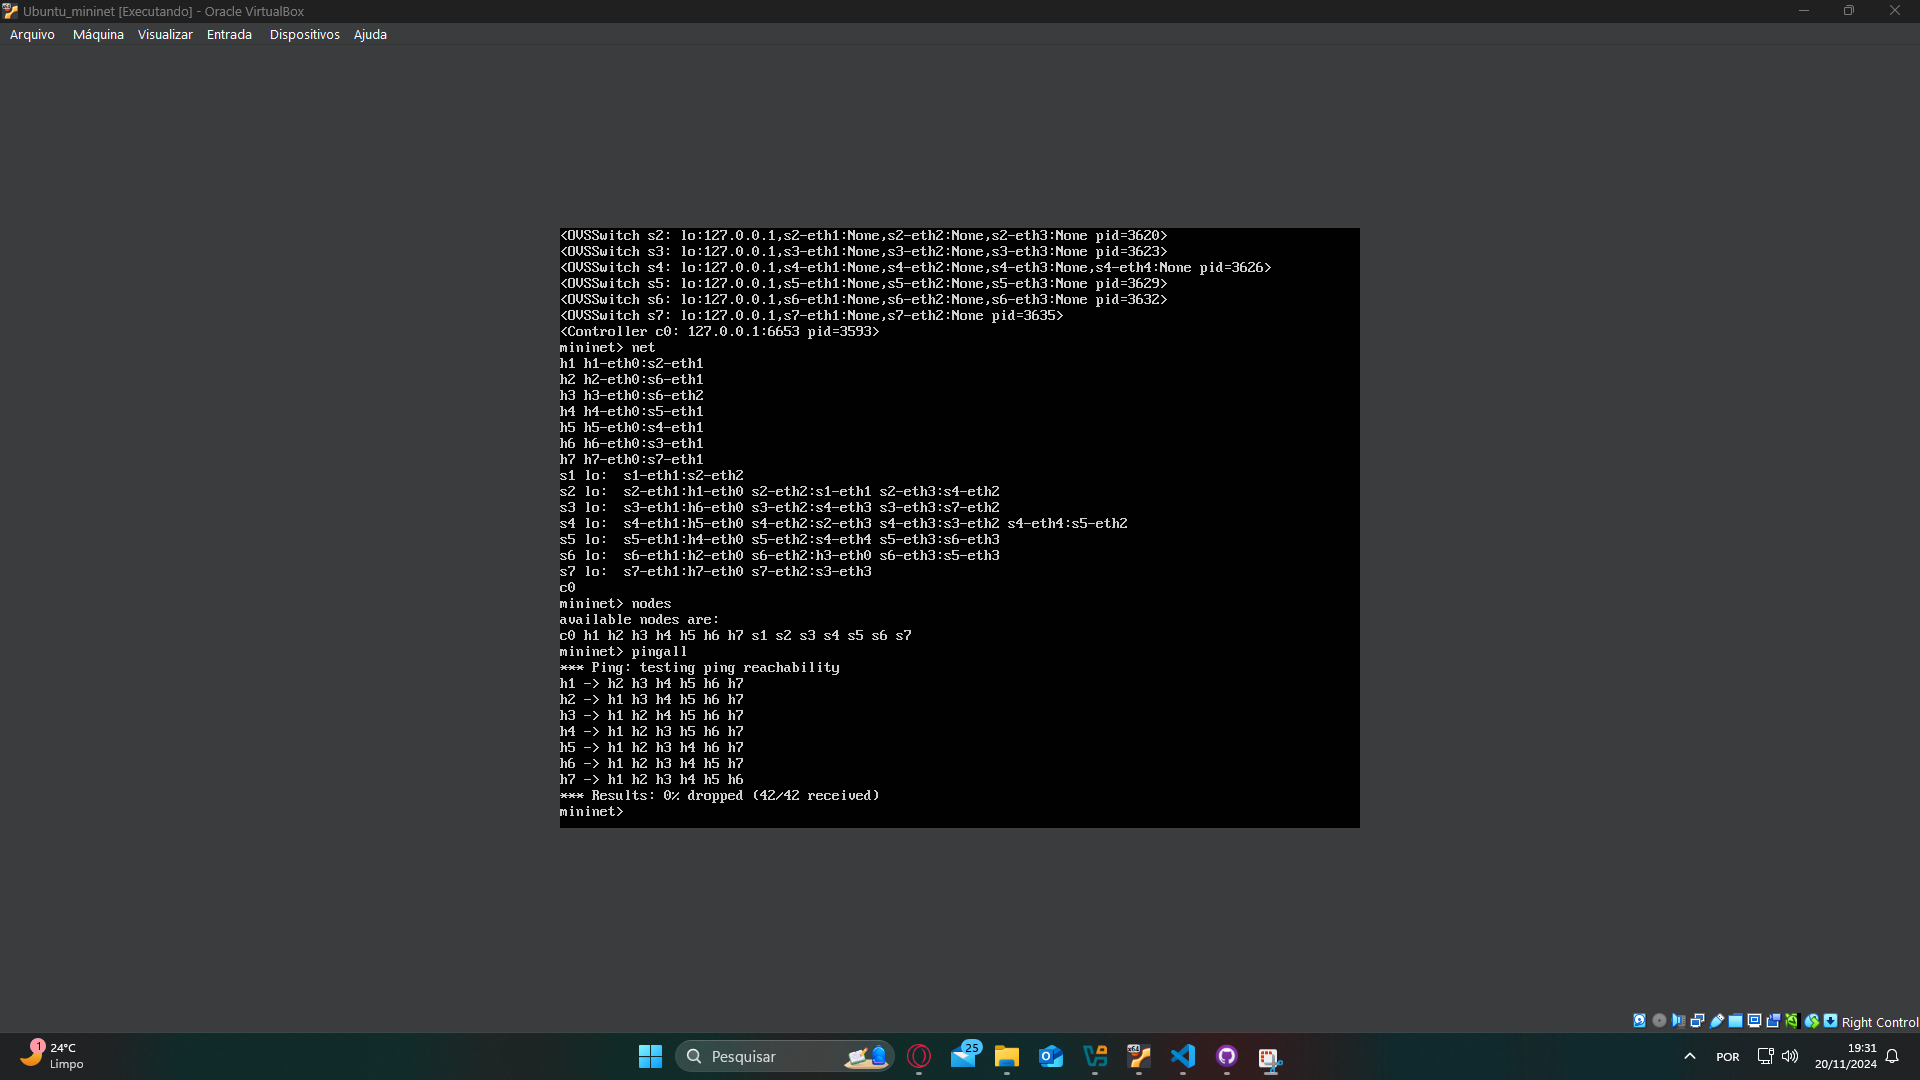 Ubuntu_mininet [Executando] - Oracle VirtualBox
Arquivo Máquina Visualizar Entrada Dispositivos Ajuda
<OVSSwitch s2: lo:127.0.0.1,s2-eth1:None,s2-eth2:None,s2-eth3:None pid=3620>
<OVSSwitch s3: lo:127.0.0.1,s3-eth1:None,s3-eth2:None,s3-eth3:None pid=3623>
<OVSSwitch s4: lo:127.0.0.1,s4-eth1:None,s4-eth2:None,s4-eth3:None,s4-eth4:None pid=3626>
<OVSSwitch s5: lo:127.0.0.1,s5-eth1:None,s5-eth2:None,s5-eth3:None pid=3629>
<OVSSwitch s6: lo:127.0.0.1,s6-eth1:None,s6-eth2:None,s6-eth3:None pid=3632>
<OVSSwitch s7: lo:127.0.0.1,s7-eth1:None,s7-eth2:None pid=3635>
<Controller c0: 127.0.0.1:6653 pid=3593>
mininet> net
h1 h1-eth0:s2-eth1
h2 h2-eth0:s6-eth1
h3 h3-eth0:s6-eth2
h4 h4-eth0:s5-eth1
h5 h5-eth0:s4-eth1
h6 h6-eth0:s3-eth1
h7 h7-eth0:s7-eth1
s1 lo:  s1-eth1:s2-eth2
s2 lo:  s2-eth1:h1-eth0 s2-eth2:s1-eth1 s2-eth3:s4-eth2
s3 lo:  s3-eth1:h6-eth0 s3-eth2:s4-eth3 s3-eth3:s7-eth2
s4 lo:  s4-eth1:h5-eth0 s4-eth2:s2-eth3 s4-eth3:s3-eth2 s4-eth4:s5-eth2
s5 lo:  s5-eth1:h4-eth0 s5-eth2:s4-eth4 s5-eth3:s6-eth3
s6 lo:  s6-eth1:h2-eth0 s6-eth2:h3-eth0 s6-eth3:s5-eth3
s7 lo:  s7-eth1:h7-eth0 s7-eth2:s3-eth3
c0
mininet> nodes
available nodes are:
c0 h1 h2 h3 h4 h5 h6 h7 s1 s2 s3 s4 s5 s6 s7
mininet> pingall
*** Ping: testing ping reachability
h1 -> h2 h3 h4 h5 h6 h7
h2 -> h1 h3 h4 h5 h6 h7
h3 -> h1 h2 h4 h5 h6 h7
h4 -> h1 h2 h3 h5 h6 h7
h5 -> h1 h2 h3 h4 h6 h7
h6 -> h1 h2 h3 h4 h5 h7
h7 -> h1 h2 h3 h4 h5 h6
*** Results: 0% dropped (42/42 received)
mininet>
Right Control
1
24°C
Limpo
Pesquisar
25
POR
19:31
20/11/2024